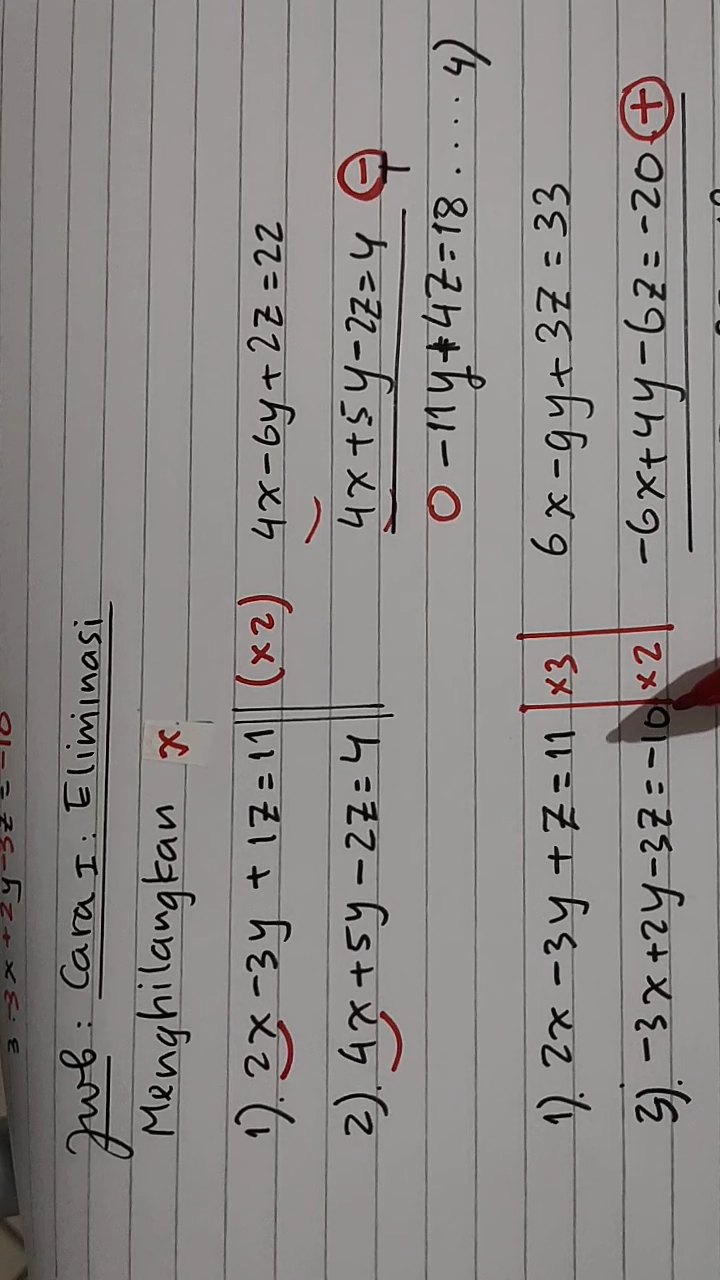 3 -3x+2y-3z = -10
Jwb : Cara I : Eliminasi
Menghilangkan x
1). 2x - 3y + 1z = 11 (x2) 4x - 6y + 2z = 22
2). 4x + 5y - 2z = 4 4x + 5y - 2z = 4 -
0 - 11y + 4z = 18 ..... 4)
1). 2x - 3y + z = 11 x3 6x - 9y + 3z = 33
3). -3x + 2y - 3z = -10 x2 -6x + 4y - 6z = -20 +